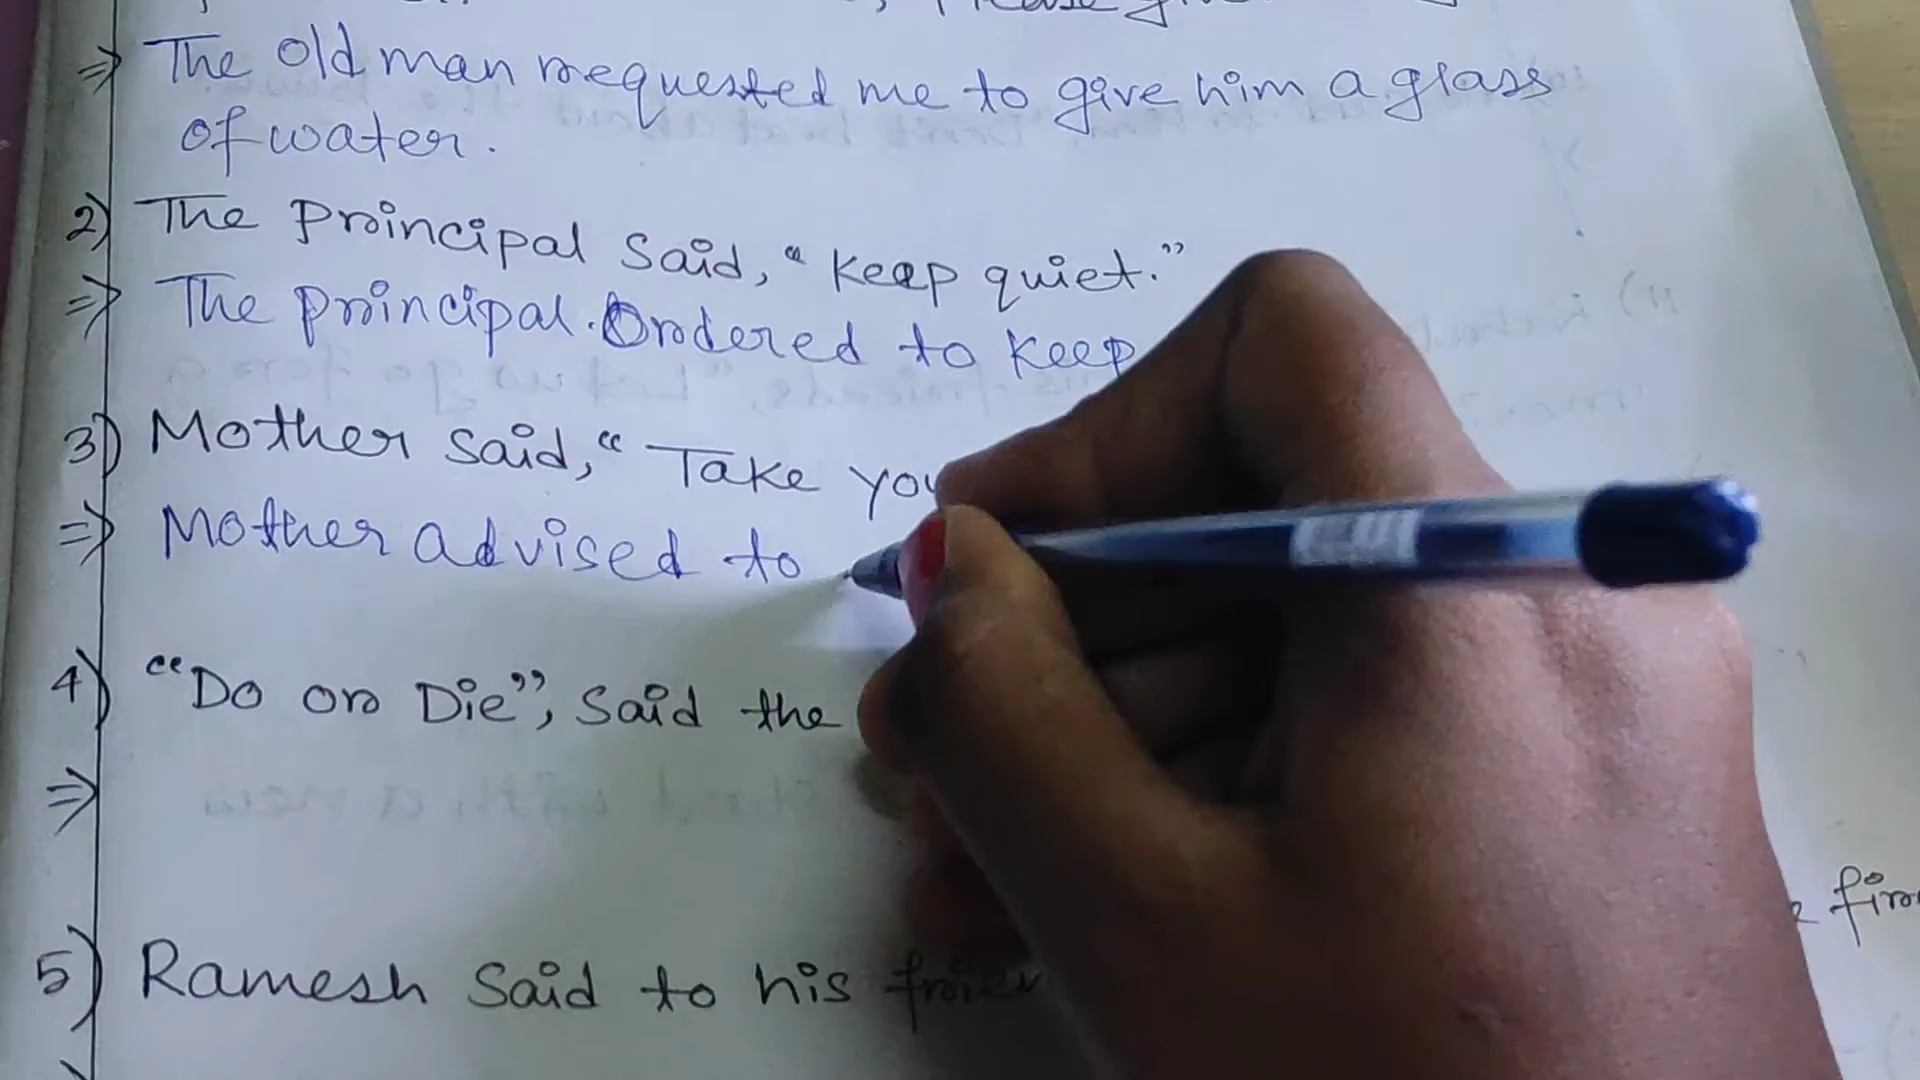 Please give
⇒ The old man requested me to give him a glass
of water.
2) The Principal said, "Keep quiet."
⇒ The principal. Ordered to keep
3) Mother said, "Take
⇒ Mother advised to
4) "Do or Die", said the
⇒
5) Ramesh said to his